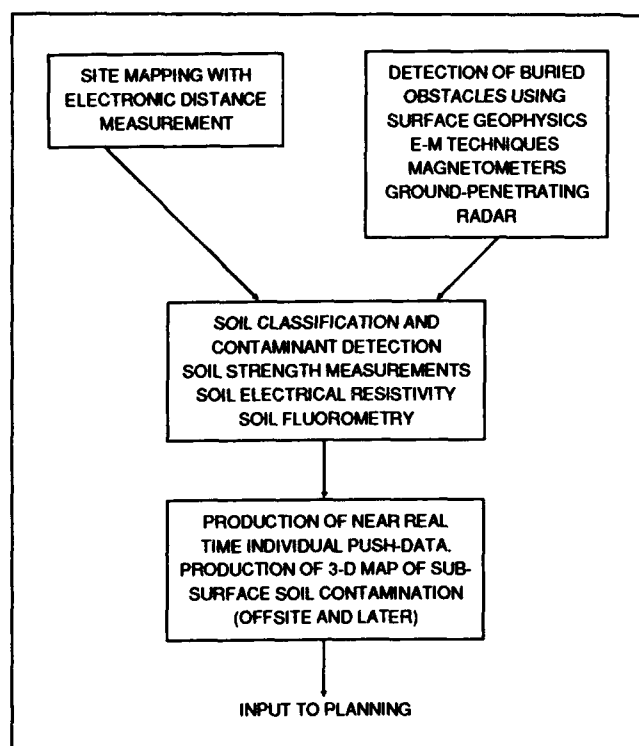 SITE MAPPING WITH
ELECTRONIC DISTANCE
MEASUREMENT
DETECTION OF BURIED
OBSTACLES USING
SURFACE GEOPHYSICS
E-M TECHNIQUES
MAGNETOMETERS
GROUND-PENETRATING
RADAR
SOIL CLASSIFICATION AND
CONTAMINANT DETECTION
SOIL STRENGTH MEASUREMENTS
SOIL ELECTRICAL RESISTIVITY
SOIL FLUOROMETRY
PRODUCTION OF NEAR REAL
TIME INDIVIDUAL PUSH-DATA.
PRODUCTION OF 3-D MAP OF SUB-
SURFACE SOIL CONTAMINATION
(OFFSITE AND LATER)
INPUT TO PLANNING